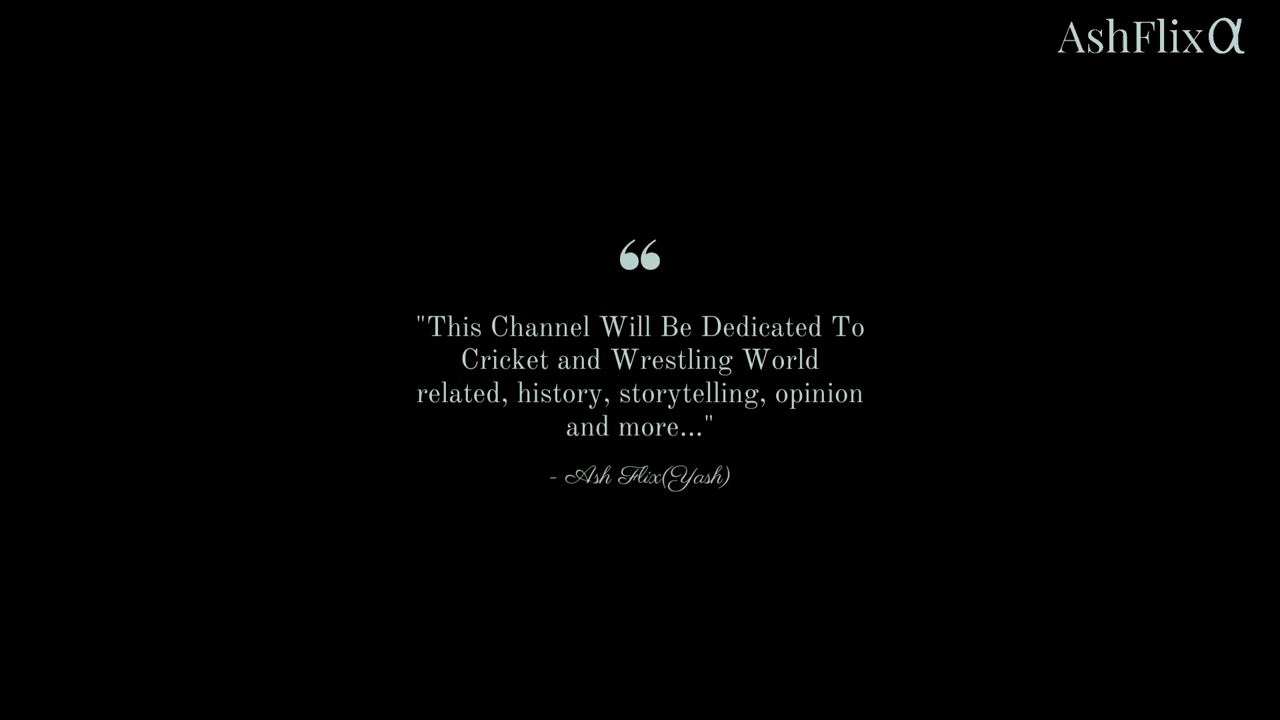 AshFlixα
❝
"This Channel Will Be Dedicated To
Cricket and Wrestling World
related, history, storytelling, opinion
and more..."
- Ash Flix(Yash)